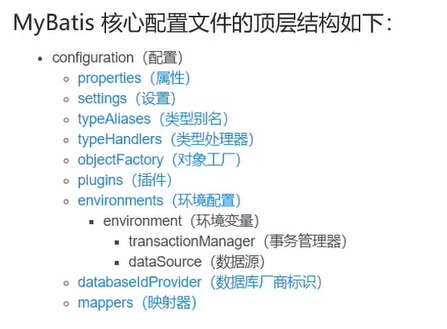 MyBatis 核心配置文件的顶层结构如下：
configuration（配置）
properties（属性）
settings（设置）
typeAliases（类型别名）
typeHandlers（类型处理器）
objectFactory（对象工厂）
plugins（插件）
environments（环境配置）
environment（环境变量）
transactionManager（事务管理器）
dataSource（数据源）
databaseIdProvider（数据库厂商标识）
mappers（映射器）